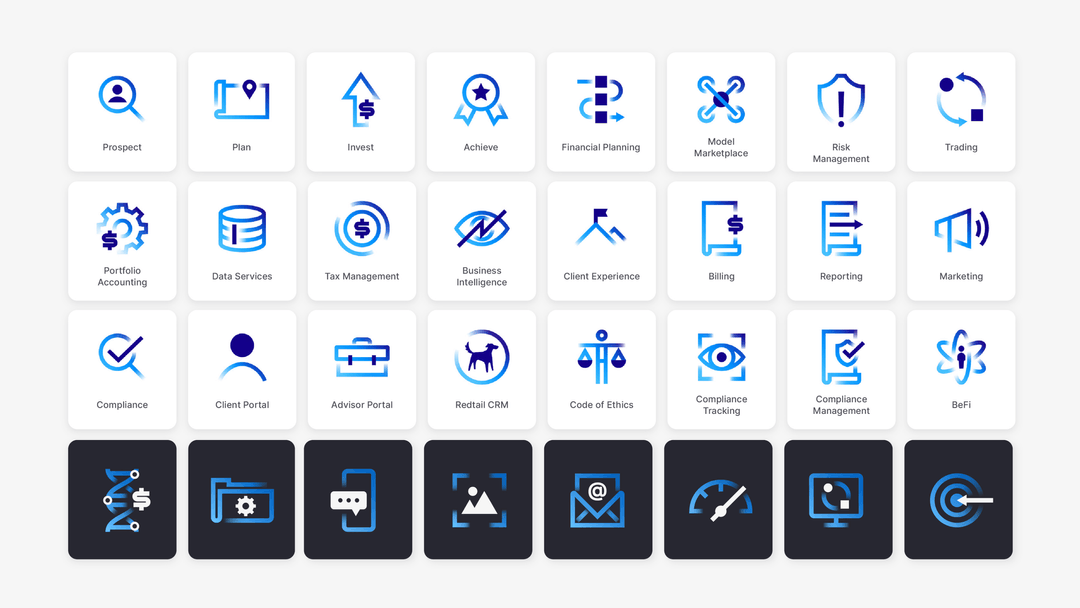 Prospect
Plan
$
Invest
Achieve
Financial Planning
Model
Marketplace
!
Risk
Management
Trading
$
Portfolio
Accounting
Data Services
$
Tax Management
Business
Intelligence
Client Experience
$
Billing
Reporting
Marketing
Compliance
Client Portal
Advisor Portal
Redtail CRM
Code of Ethics
Compliance
Tracking
Compliance
Management
BeFi
$
@